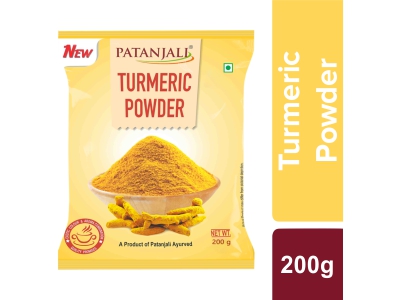 NEW
PATANJALI®
TURMERIC
POWDER
A Product of Patanjali Ayurved
NET WT.
200 g
Turmeric
Powder
200g